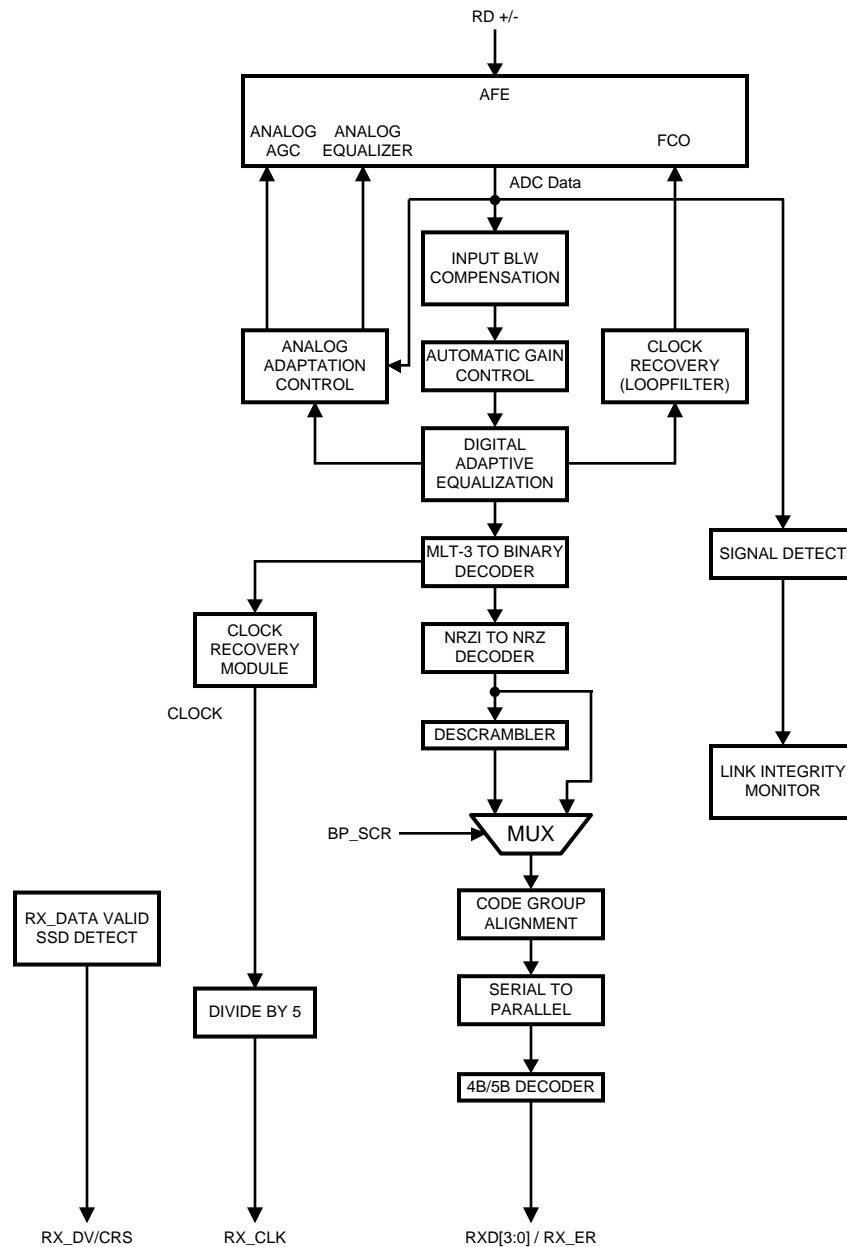 RD +/-
AFE
ANALOG
AGC
ANALOG
EQUALIZER
FCO
ADC Data
INPUT BLW
COMPENSATION
ANALOG
ADAPTATION
CONTROL
AUTOMATIC GAIN
CONTROL
CLOCK
RECOVERY
(LOOPFILTER)
DIGITAL
ADAPTIVE
EQUALIZATION
MLT-3 TO BINARY
DECODER
SIGNAL DETECT
CLOCK
RECOVERY
MODULE
NRZI TO NRZ
DECODER
CLOCK
DESCRAMBLER
LINK INTEGRITY
MONITOR
BP_SCR
MUX
RX_DATA VALID
SSD DETECT
CODE GROUP
ALIGNMENT
DIVIDE BY 5
SERIAL TO
PARALLEL
4B/5B DECODER
RX_DV/CRS
RX_CLK
RXD[3:0] / RX_ER